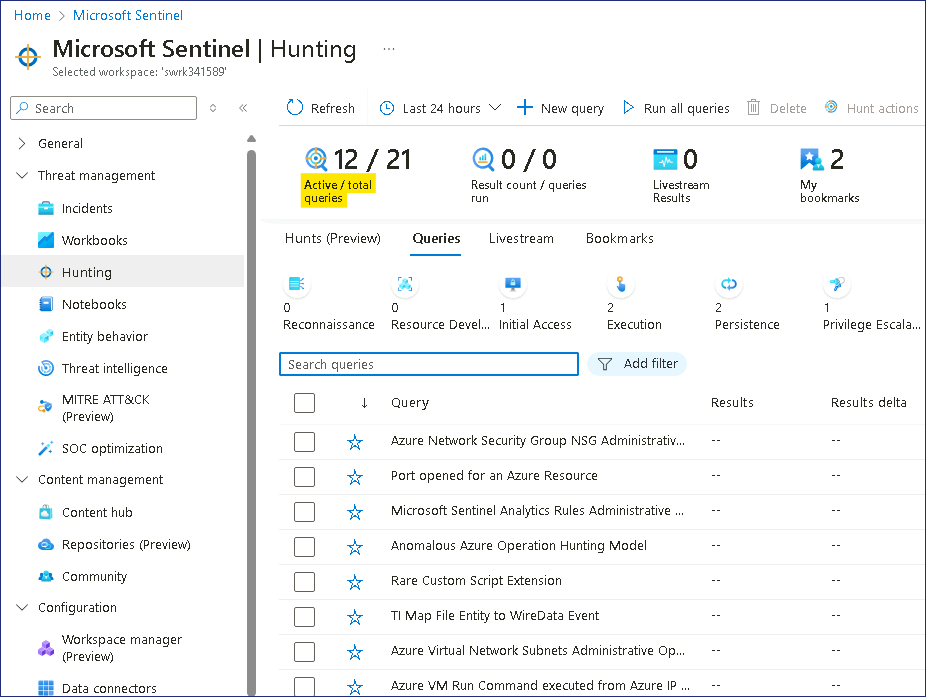 Home > Microsoft Sentinel
Microsoft Sentinel | Hunting ...
Selected workspace: 'swrk341589'
Search
General
Threat management
Incidents
Workbooks
Hunting
Notebooks
Entity behavior
Threat intelligence
MITRE ATT&CK
(Preview)
SOC optimization
Content management
Content hub
Repositories (Preview)
Community
Configuration
Workspace manager
(Preview)
Data connectors
Refresh Last 24 hours New query Run all queries Delete Hunt actions
12 / 21
Active / total
queries
0 / 0
Result count / queries
run
0
Livestream
Results
2
My
bookmarks
Hunts (Preview) Queries Livestream Bookmarks
0
Reconnaissance
0
Resource Devel...
1
Initial Access
2
Execution
2
Persistence
1
Privilege Escala...
Search queries Add filter
↓ Query Results Results delta
Azure Network Security Group NSG Administrativ... -- --
Port opened for an Azure Resource -- --
Microsoft Sentinel Analytics Rules Administrative ... -- --
Anomalous Azure Operation Hunting Model -- --
Rare Custom Script Extension -- --
TI Map File Entity to WireData Event -- --
Azure Virtual Network Subnets Administrative Op... -- --
Azure VM Run Command executed from Azure IP ... -- --